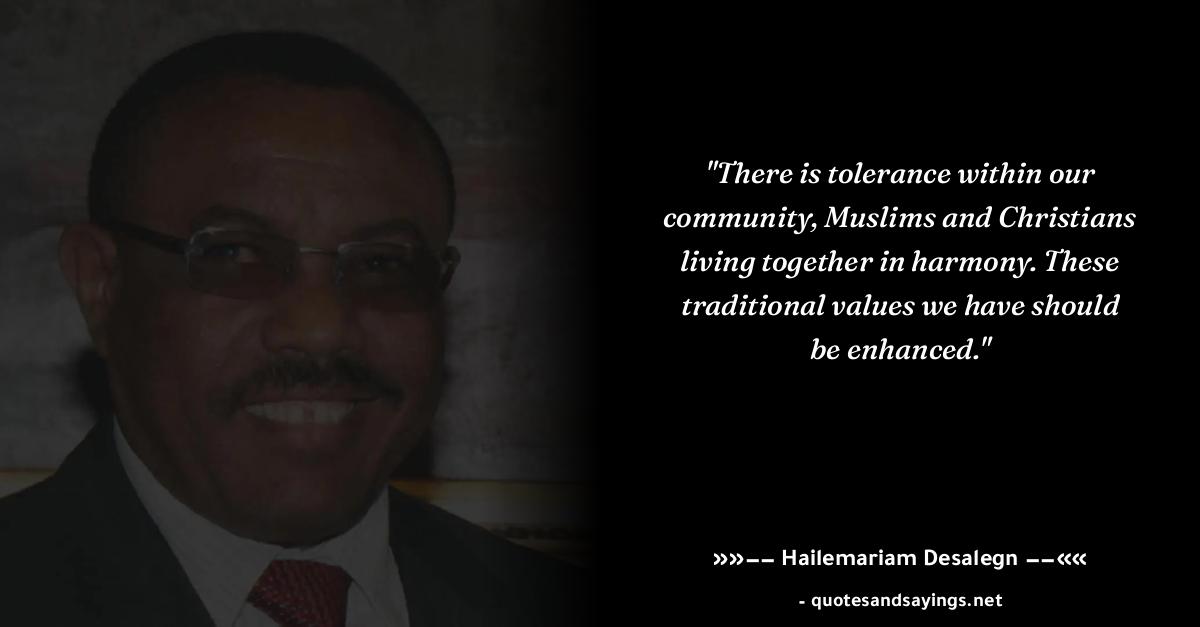 "There is tolerance within our
community, Muslims and Christians
living together in harmony. These
traditional values we have should
be enhanced."
»»−− Hailemariam Desalegn −−««
- quotesandsayings.net